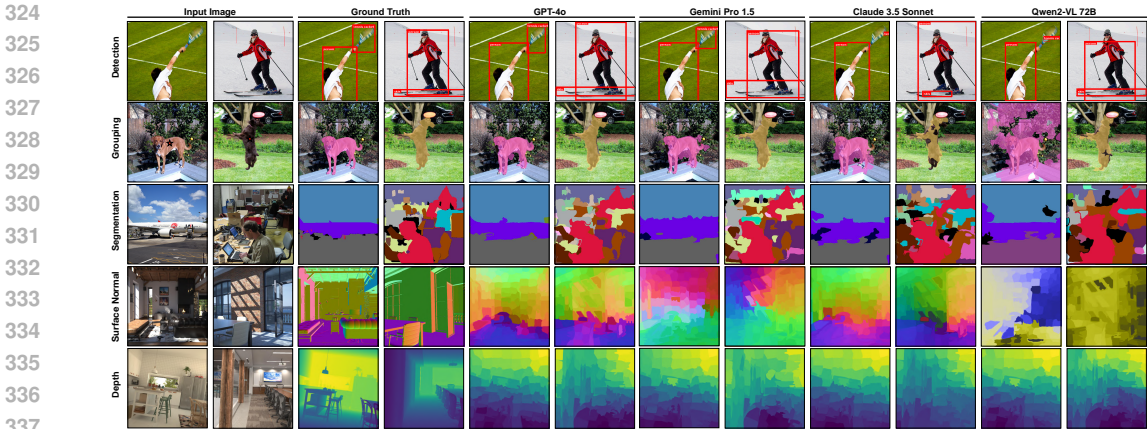 324
325
326
327
328
329
330
331
332
333
334
335
336
337
Input Image
Ground Truth
GPT-4o
Gemini Pro 1.5
Claude 3.5 Sonnet
Qwen2-VL 72B
Detection
Grouping
Segmentation
Surface Normal
Depth